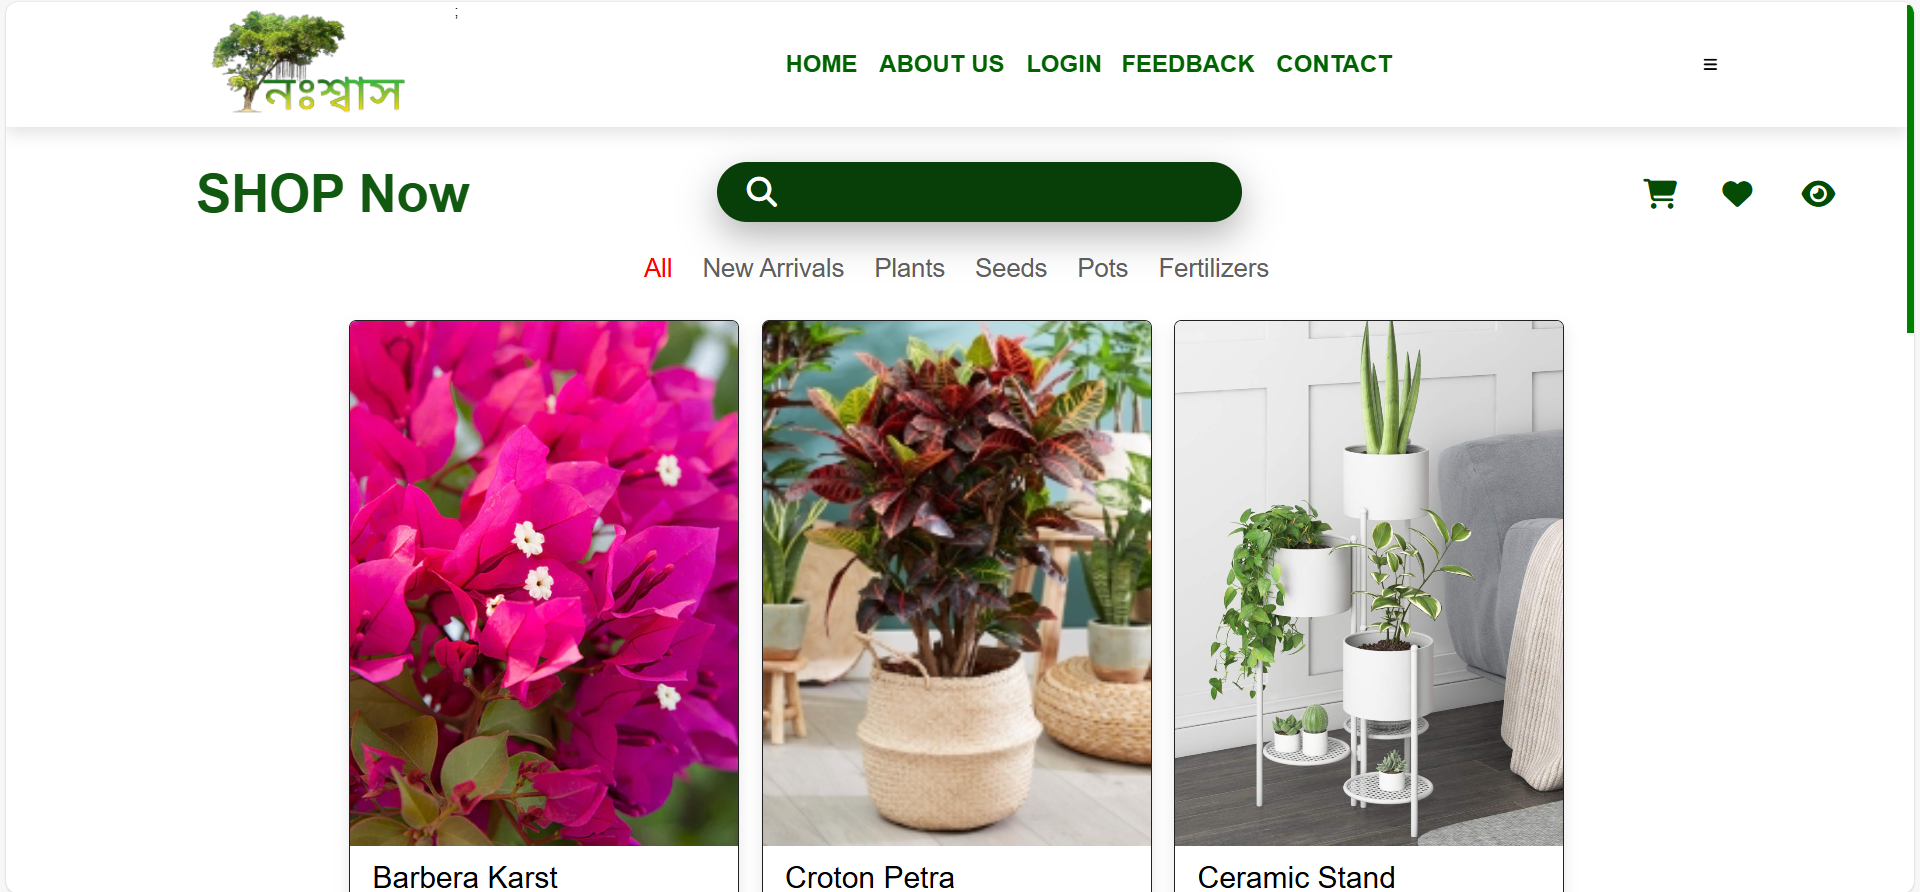 ;
নঃশ্বাস
HOME ABOUT US LOGIN FEEDBACK CONTACT
SHOP Now
All New Arrivals Plants Seeds Pots Fertilizers
Barbera Karst Croton Petra Ceramic Stand